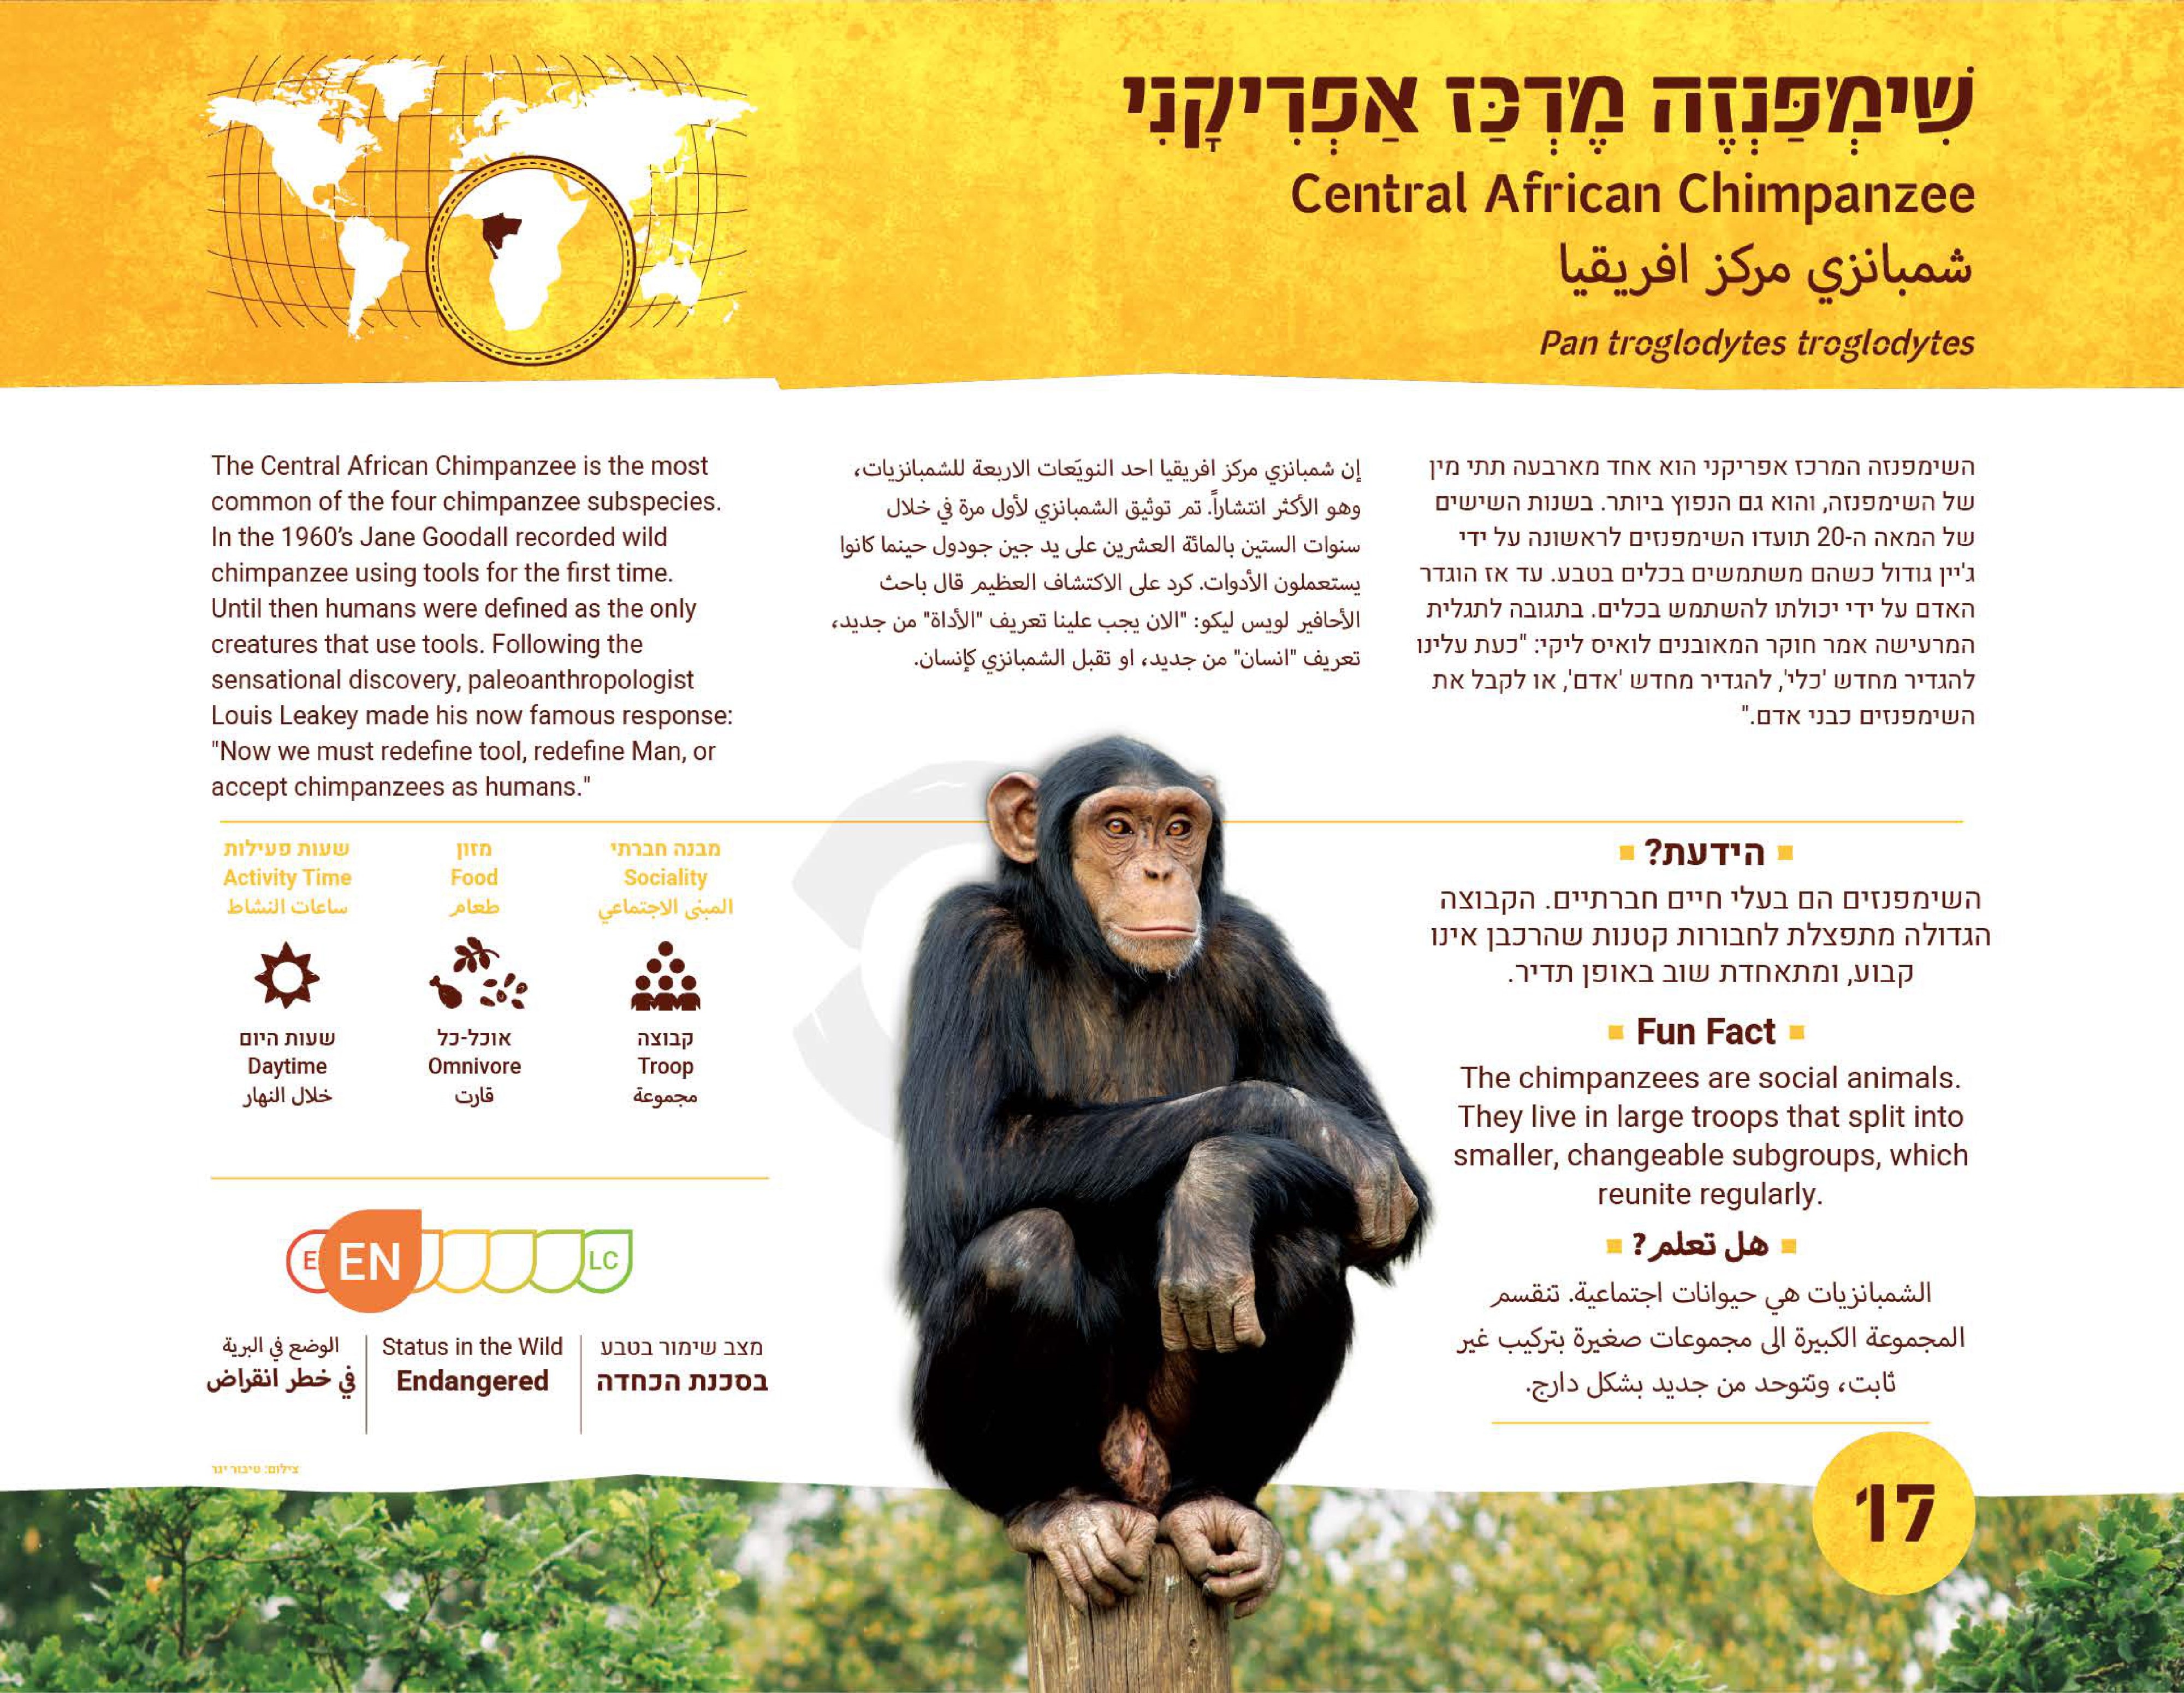 שִׁימְפַּנְזֶה מֶרְכַּז אַפְרִיקָנִי
Central African Chimpanzee
شمبانزي مركز افريقيا
Pan troglodytes troglodytes
The Central African Chimpanzee is the most
common of the four chimpanzee subspecies.
In the 1960's Jane Goodall recorded wild
chimpanzee using tools for the first time.
Until then humans were defined as the only
creatures that use tools. Following the
sensational discovery, paleoanthropologist
Louis Leakey made his now famous response:
"Now we must redefine tool, redefine Man, or
accept chimpanzees as humans."
إن شمبانزي مركز افريقيا احد النويّعات الاربعة للشمبانزيات،
وهو الأكثر انتشاراً. تم توثيق الشمبانزي لأول مرة في خلال
سنوات الستين بالمائة العشرين على يد جين جودول حينما كانوا
يستعملون الأدوات. كرد على الاكتشاف العظيم قال باحث
الأحافير لويس ليكو: "الان يجب علينا تعريف "الأداة" من جديد،
تعريف "انسان" من جديد، او تقبل الشمبانزي كإنسان.
השימפנזה המרכז אפריקני הוא אחד מארבעה תתי מין
של השימפנזה, והוא גם הנפוץ ביותר. בשנות השישים
של המאה ה-20 תועדו השימפנזים לראשונה על ידי
ג'יין גודול כשהם משתמשים בכלים בטבע. עד אז הוגדר
האדם על ידי יכולתו להשתמש בכלים. בתגובה לתגלית
המרעישה אמר חוקר המאובנים לואיס ליקי: "כעת עלינו
להגדיר מחדש 'כלי', להגדיר מחדש 'אדם', או לקבל את
השימפנזים כבני אדם."
שעות פעילות
Activity Time
ساعات النشاط
שעות היום
Daytime
خلال النهار
מזון
Food
طعام
אוכל-כל
Omnivore
قارت
מבנה חברתי
Sociality
المبنى الاجتماعي
קבוצה
Troop
مجموعة
E EN LC
الوضع في البرية
في خطر انقراض
Status in the Wild
Endangered
מצב שימור בטבע
בסכנת הכחדה
צילום: טיבור יגר
הידעת?
השימפנזים הם בעלי חיים חברתיים. הקבוצה
הגדולה מתפצלת לחבורות קטנות שהרכבן אינו
קבוע, ומתאחדת שוב באופן תדיר.
Fun Fact
The chimpanzees are social animals.
They live in large troops that split into
smaller, changeable subgroups, which
reunite regularly.
هل تعلم?
الشمبانزيات هي حيوانات اجتماعية. تنقسم
المجموعة الكبيرة الى مجموعات صغيرة بتركيب غير
ثابت، وتتوحد من جديد بشكل دارج.
17